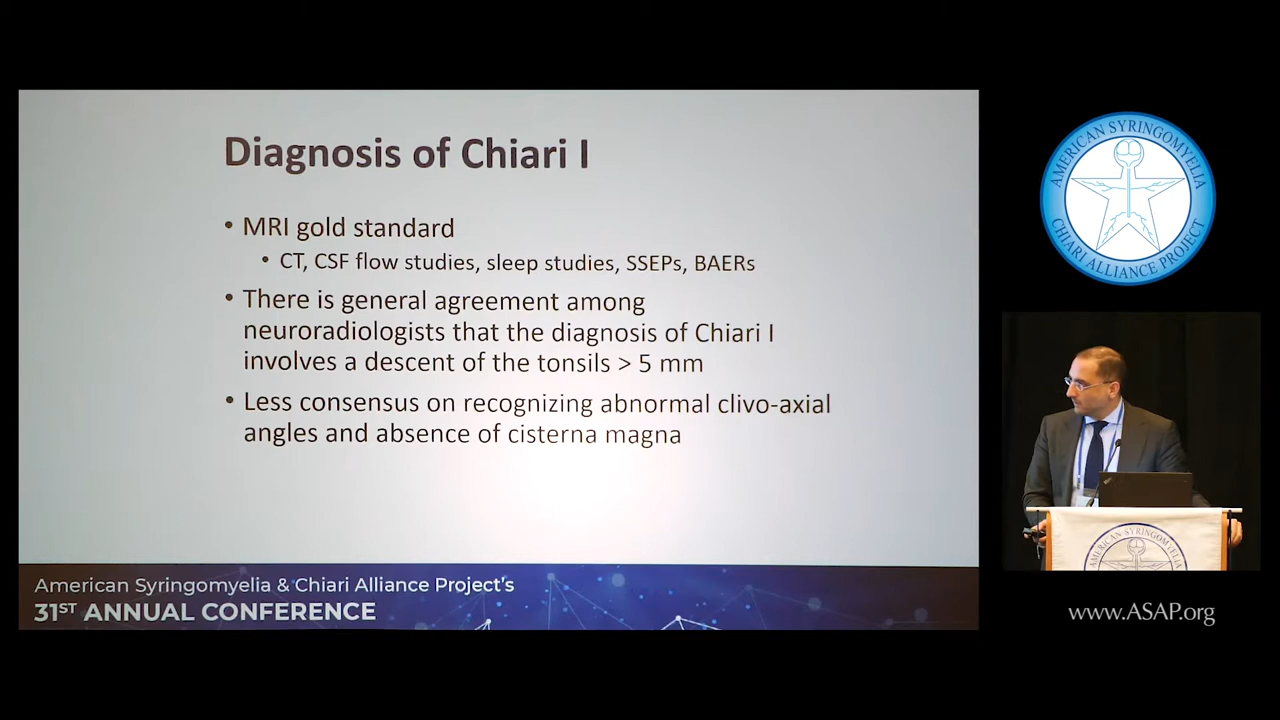 Diagnosis of Chiari I
• MRI gold standard
• CT, CSF flow studies, sleep studies, SSEPs, BAERs
• There is general agreement among
neuroradiologists that the diagnosis of Chiari I
involves a descent of the tonsils > 5 mm
• Less consensus on recognizing abnormal clivo-axial
angles and absence of cisterna magna
American Syringomyelia & Chiari Alliance Project's
31ST ANNUAL CONFERENCE
AMERICAN SYRINGOMYELIA
CHIARI ALLIANCE PROJECT
AMERICAN SYRINGOMYELIA
www.ASAP.org